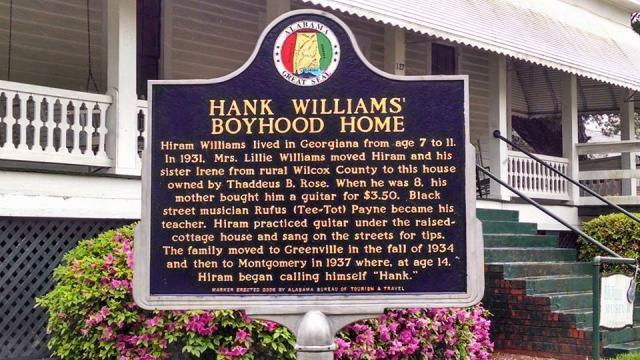 ALABAMA
GREAT SEAL
HANK WILLIAMS'
BOYHOOD HOME
Hiram Williams lived in Georgiana from age 7 to 11.
In 1931, Mrs. Lillie Williams moved Hiram and his
sister Irene from rural Wilcox County to this house
owned by Thaddeus B. Rose. When he was 8, his
mother bought him a guitar for $3.50. Black
street musician Rufus (Tee-Tot) Payne became his
teacher. Hiram practiced guitar under the raised-
cottage house and sang on the streets for tips.
The family moved to Greenville in the fall of 1934
and then to Montgomery in 1937 where, at age 14,
Hiram began calling himself "Hank."
MARKER ERECTED 2006 BY ALABAMA BUREAU OF TOURISM & TRAVEL
127
MUSEUM